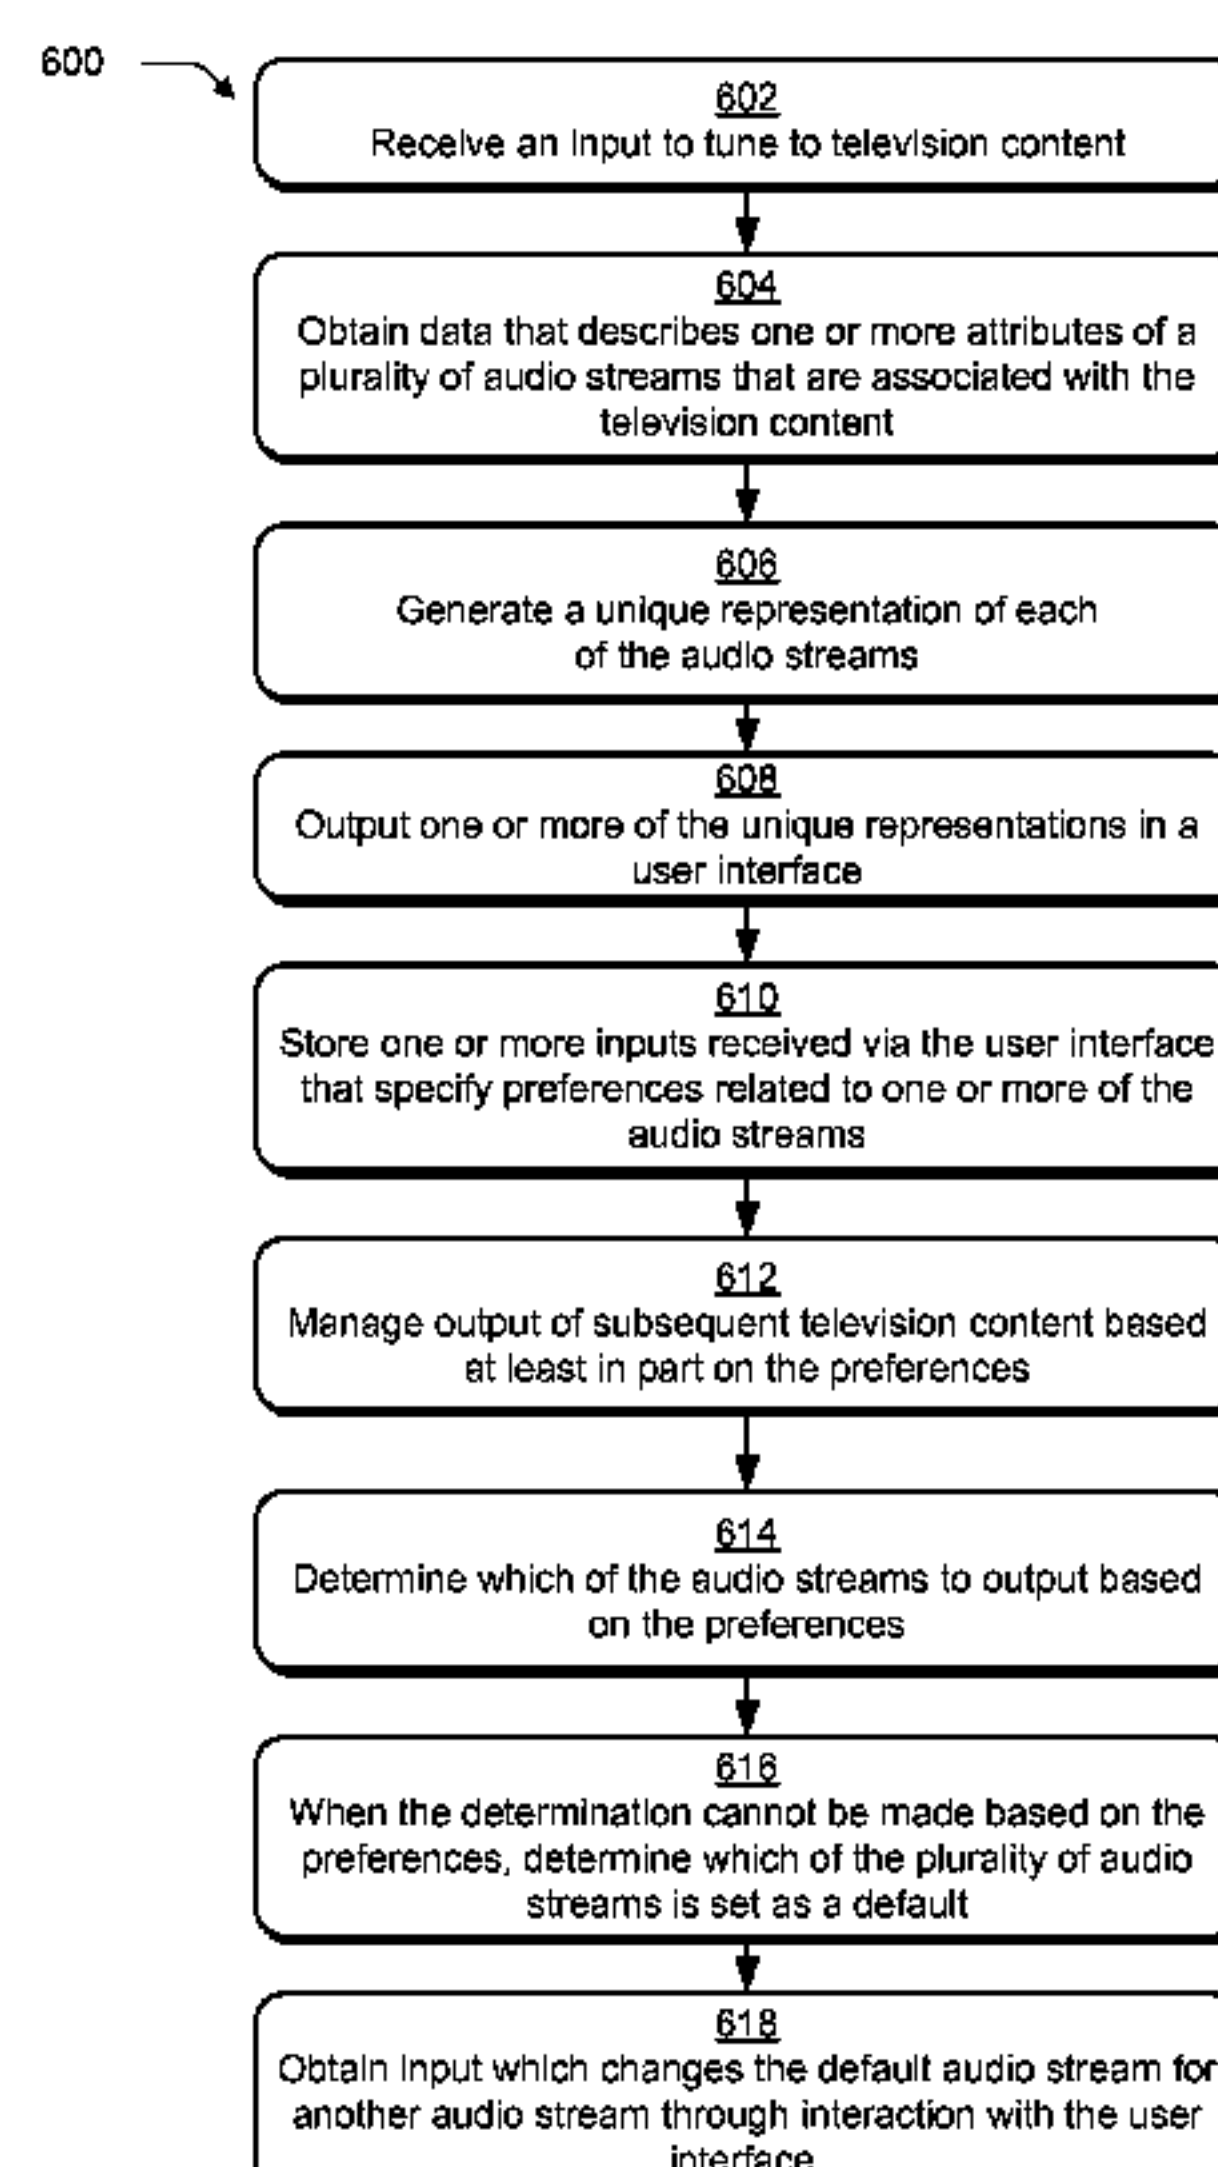 600
602
Receive an input to tune to television content
604
Obtain data that describes one or more attributes of a
plurality of audio streams that are associated with the
television content
606
Generate a unique representation of each
of the audio streams
608
Output one or more of the unique representations in a
user interface
610
Store one or more inputs received via the user interface
that specify preferences related to one or more of the
audio streams
612
Manage output of subsequent television content based
at least in part on the preferences
614
Determine which of the audio streams to output based
on the preferences
616
When the determination cannot be made based on the
preferences, determine which of the plurality of audio
streams is set as a default
618
Obtain input which changes the default audio stream for
another audio stream through interaction with the user
interface